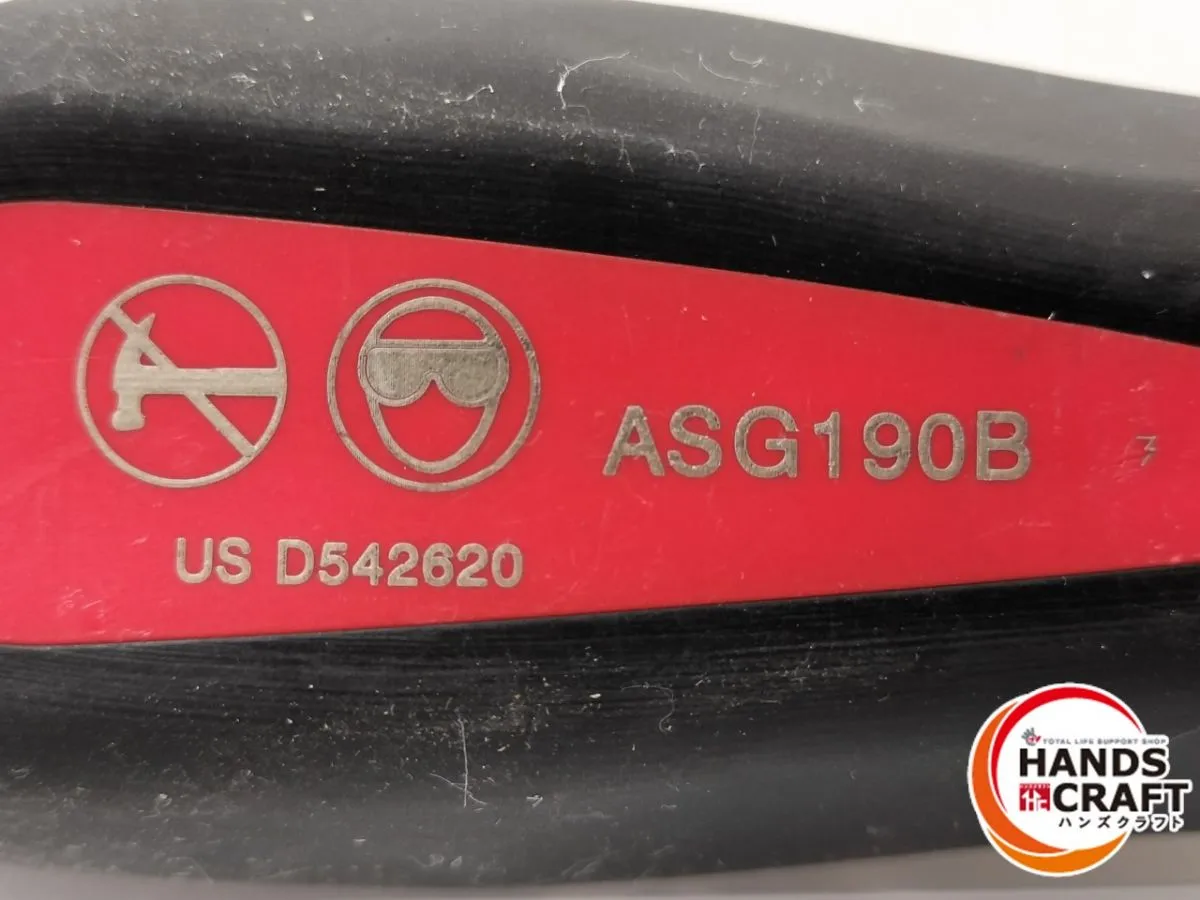 ASG190B
US D542620
TOTAL LIFE SUPPORT SHOP
HANDS
CRAFT
ハンズクラフト